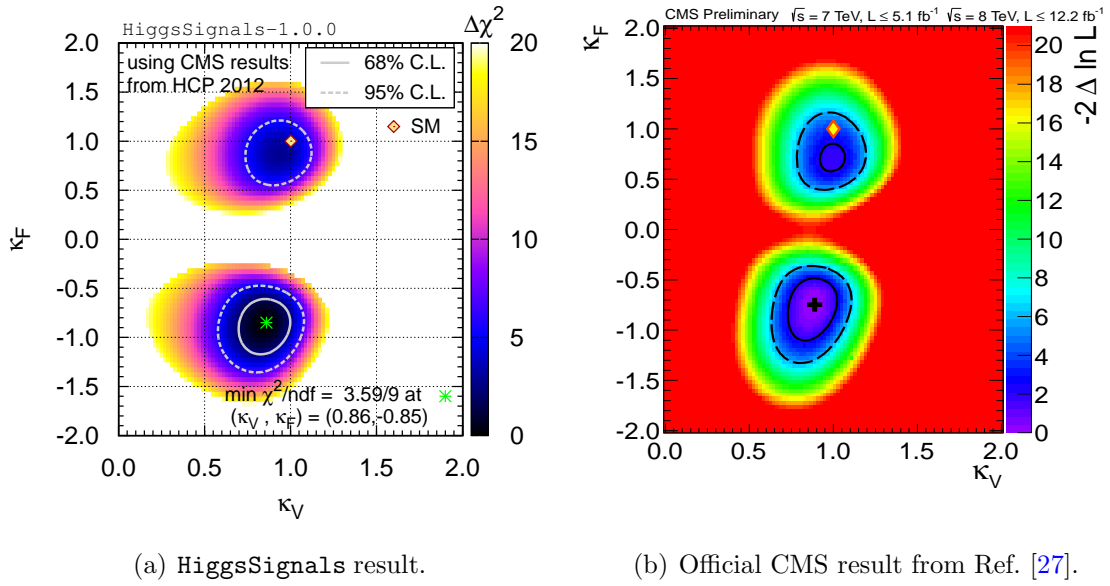 HiggsSignals-1.0.0
Δχ²
using CMS results
from HCP 2012
68% C.L.
95% C.L.
SM
2.0
1.5
1.0
0.5
0.0
-0.5
-1.0
-1.5
-2.0
κ_F
20
15
10
5
0
min χ²/ndf = 3.59/9 at
(κ_V , κ_F) = (0.86,-0.85)
0.0 0.5 1.0 1.5 2.0
κ_V
(a) HiggsSignals result.
CMS Preliminary √s = 7 TeV, L ≤ 5.1 fb⁻¹ √s = 8 TeV, L ≤ 12.2 fb⁻¹
κ_F
2.0
1.5
1.0
0.5
0.0
-0.5
-1.0
-1.5
-2.0
20
18
16
14
12
10
8
6
4
2
0
-2 Δ ln L
0.0 0.5 1.0 1.5 2.0
κ_V
(b) Official CMS result from Ref. [27].